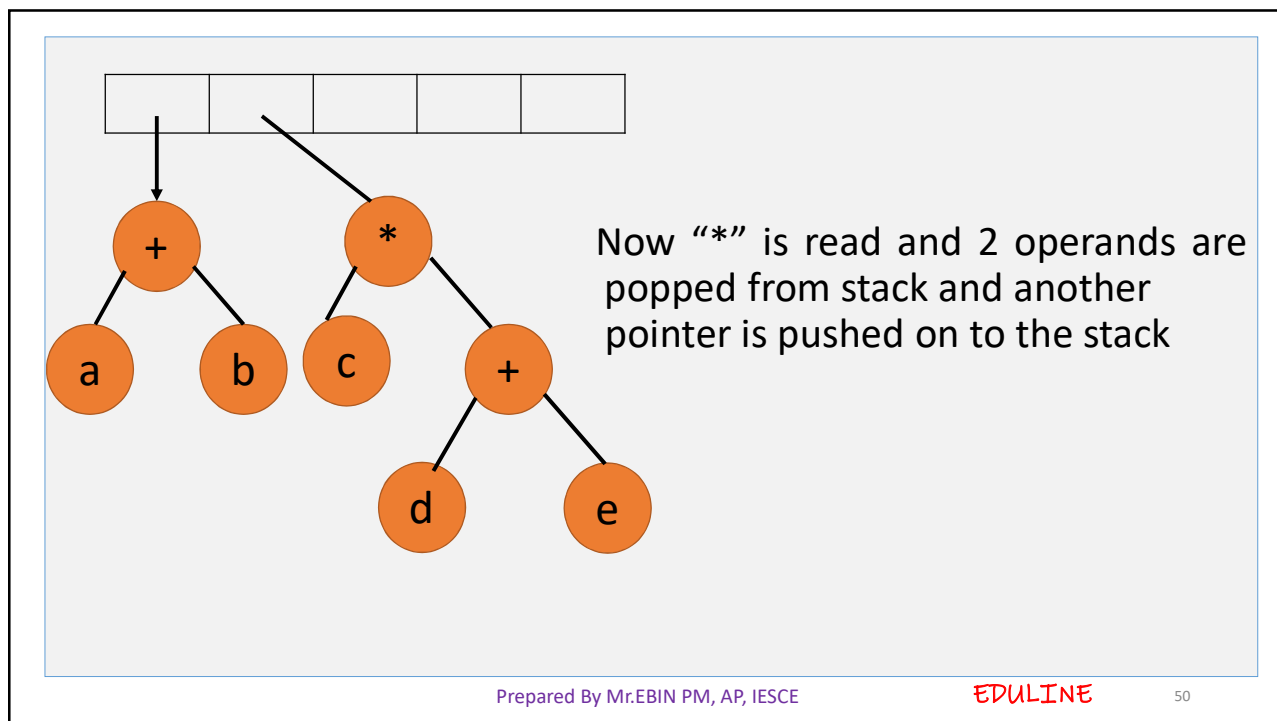 +
*
Now “*” is read and 2 operands are
popped from stack and another
pointer is pushed on to the stack
a
b
c
+
d
e
Prepared By Mr.EBIN PM, AP, IESCE
EDULINE
50